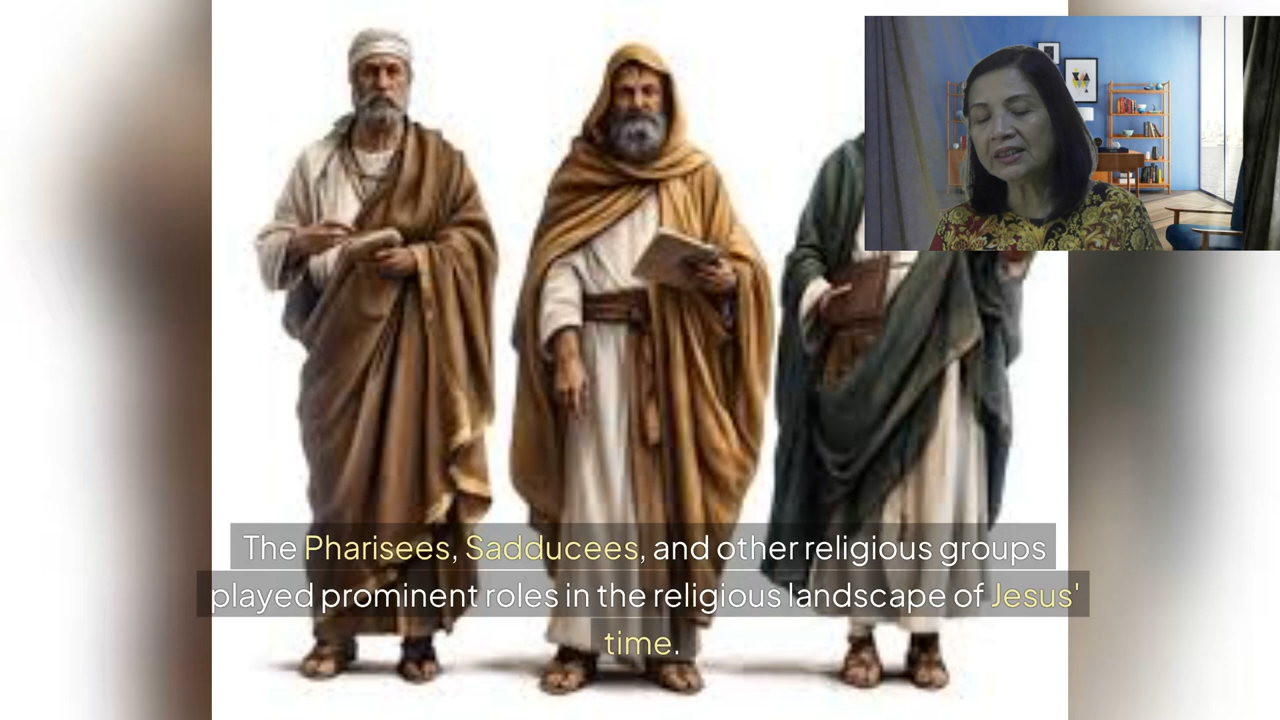 The Pharisees, Sadducees, and other religious groups
played prominent roles in the religious landscape of Jesus'
time.